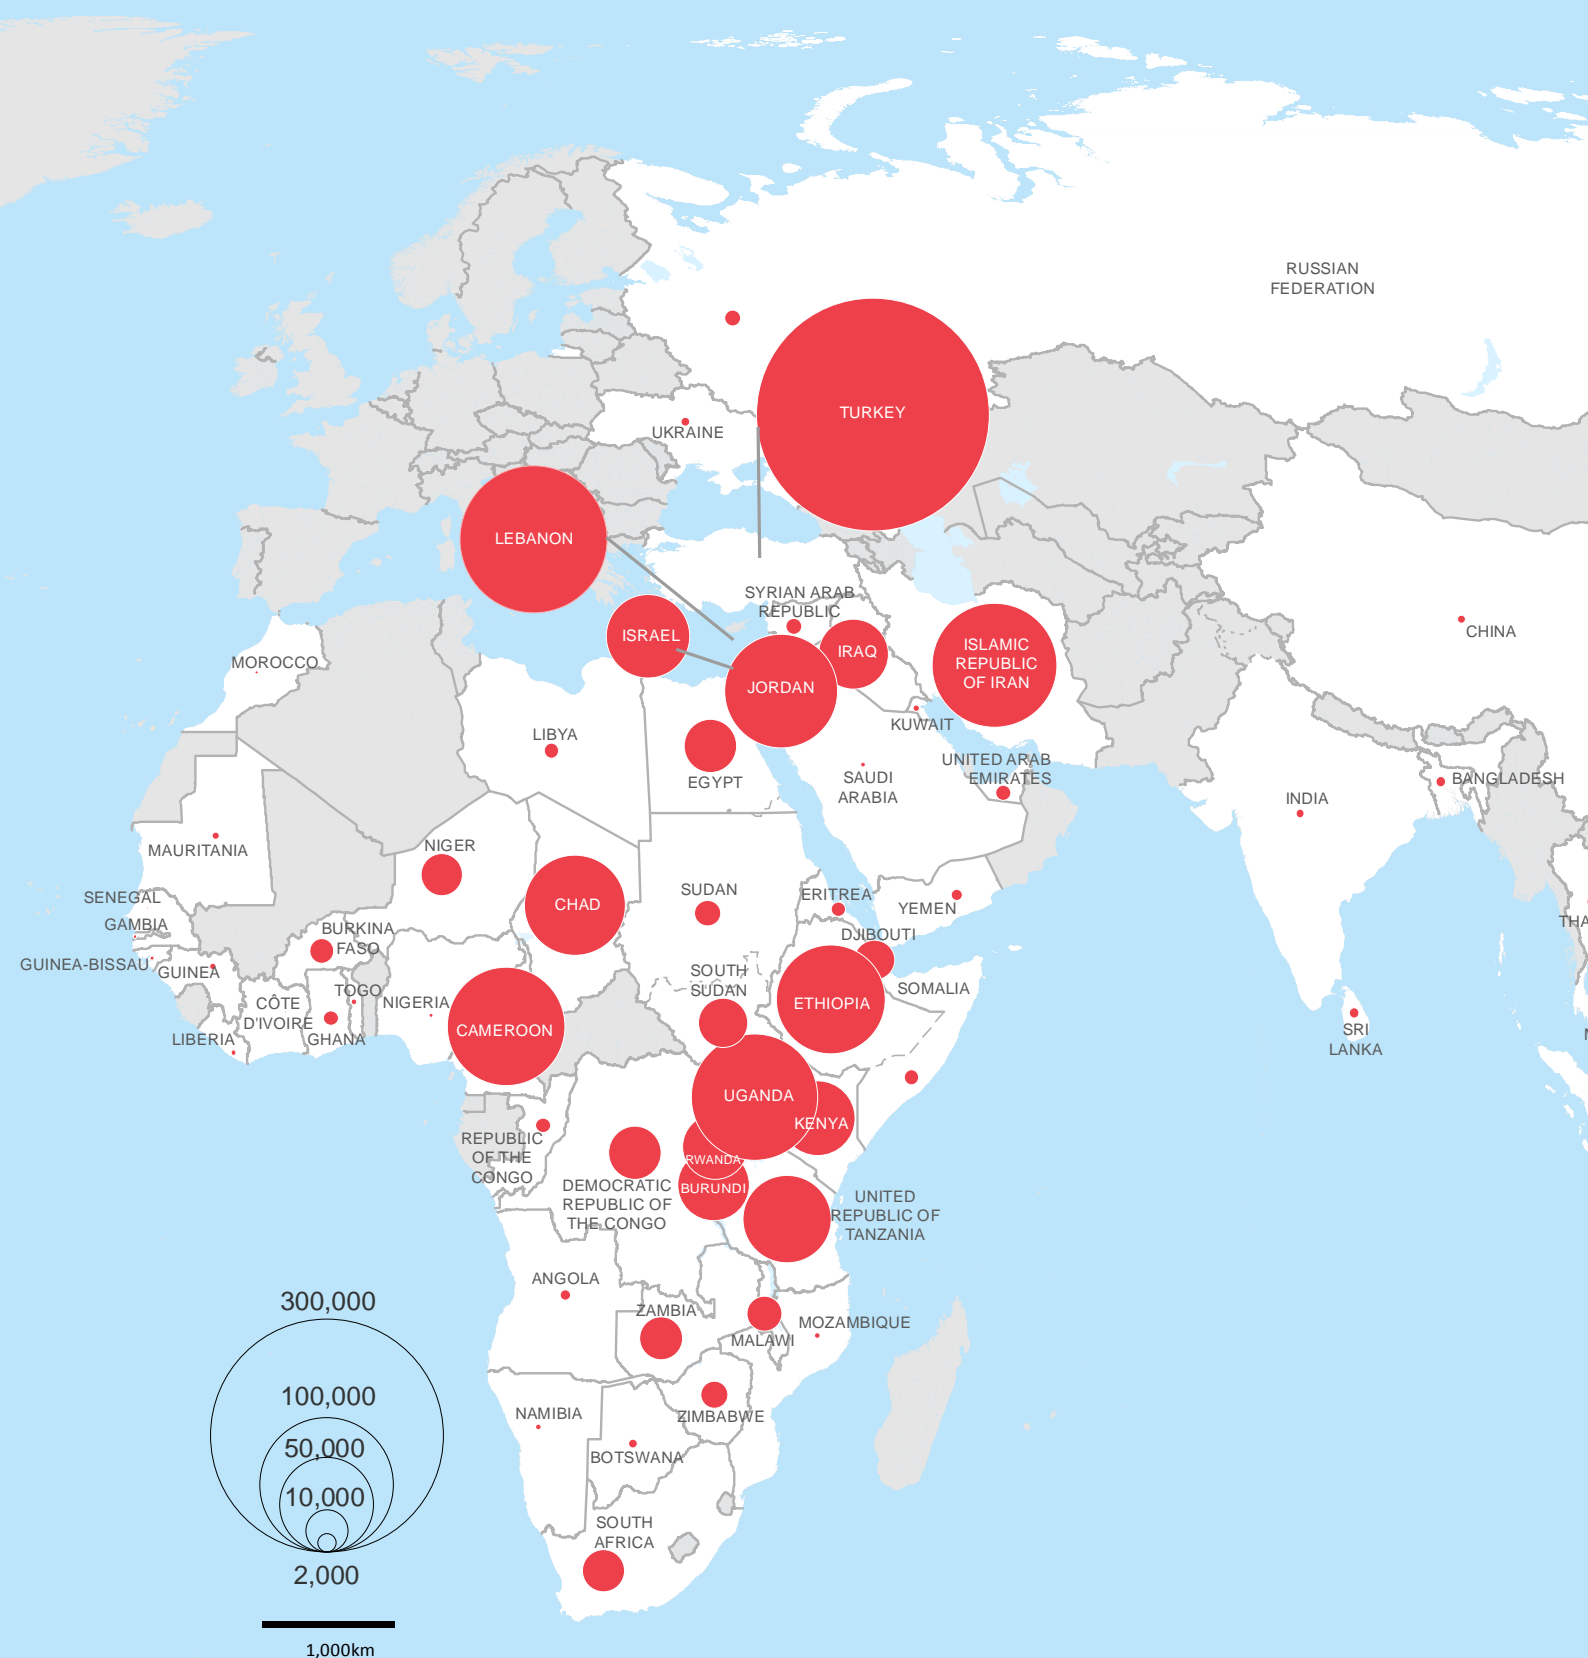 RUSSIAN
FEDERATION
TURKEY
UKRAINE
LEBANON
SYRIAN ARAB
REPUBLIC
ISRAEL
IRAQ
ISLAMIC
REPUBLIC
OF IRAN
CHINA
MOROCCO
JORDAN
KUWAIT
LIBYA
EGYPT
SAUDI
ARABIA
UNITED ARAB
EMIRATES
BANGLADESH
INDIA
MAURITANIA
NIGER
CHAD
SUDAN
ERITREA
YEMEN
SENEGAL
GAMBIA
BURKINA
FASO
DJIBOUTI
THA
GUINEA-BISSAU
GUINEA
SOUTH
SUDAN
SOMALIA
TOGO
NIGERIA
CÔTE
D'IVOIRE
ETHIOPIA
LIBERIA
GHANA
CAMEROON
SRI
LANKA
UGANDA
KENYA
REPUBLIC
OF THE
CONGO
RWANDA
BURUNDI
DEMOCRATIC
REPUBLIC OF
THE CONGO
UNITED
REPUBLIC OF
TANZANIA
ANGOLA
ZAMBIA
MALAWI
MOZAMBIQUE
NAMIBIA
ZIMBABWE
BOTSWANA
SOUTH
AFRICA
300,000
100,000
50,000
10,000
2,000
1,000km